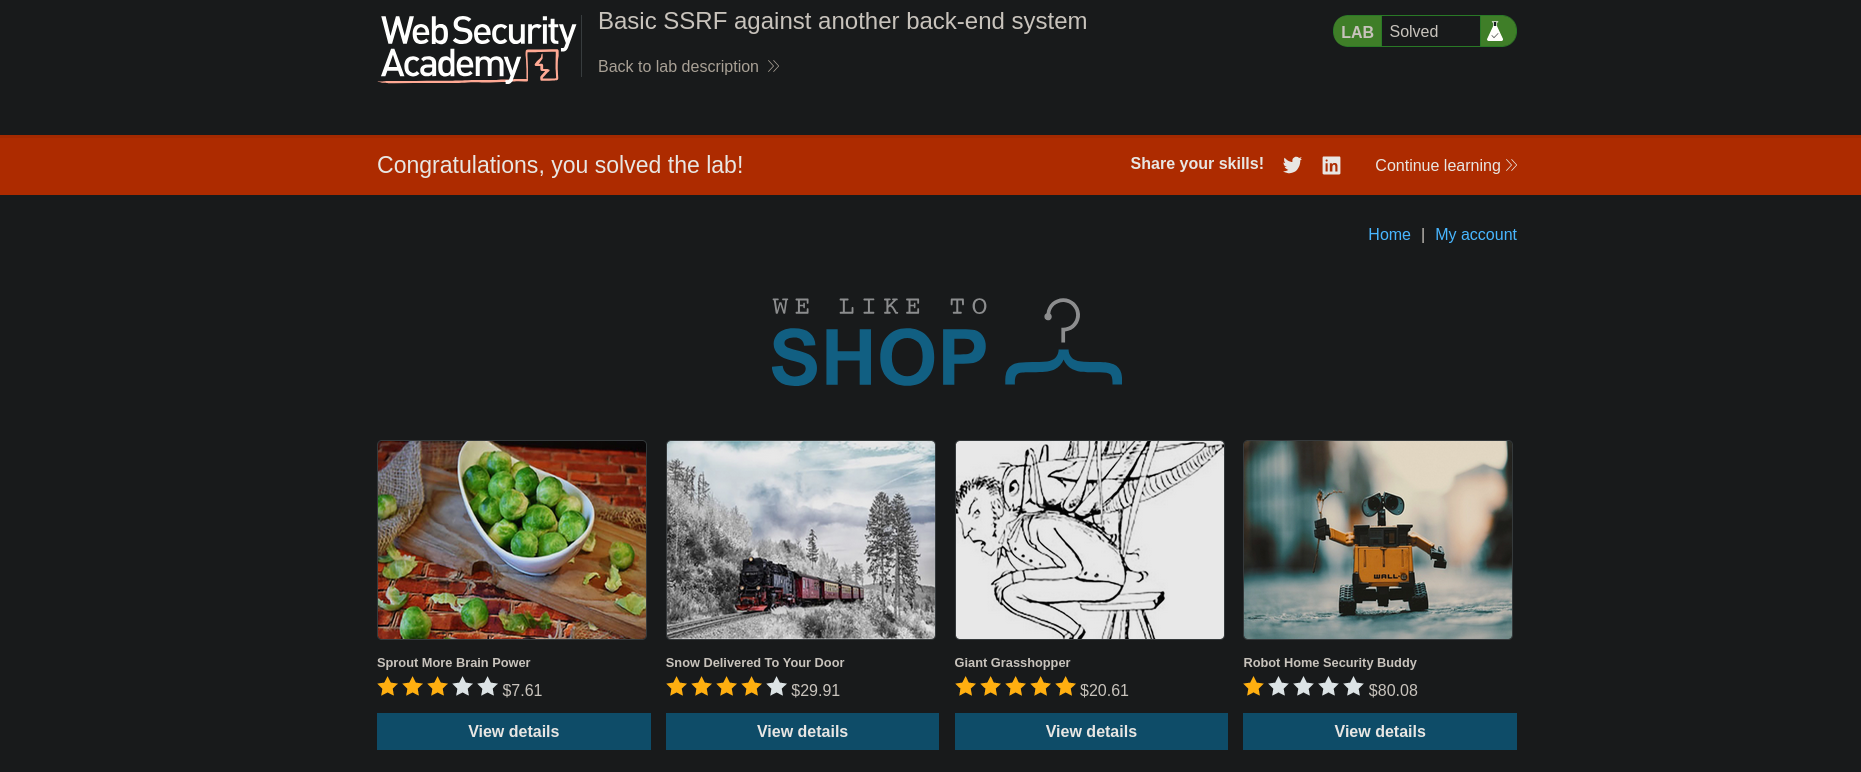 Web Security
Academy
Basic SSRF against another back-end system
Back to lab description
LAB Solved
Congratulations, you solved the lab!
Share your skills!
Continue learning
Home | My account
WE LIKE TO
SHOP
WALL-E
Sprout More Brain Power
$7.61
View details
Snow Delivered To Your Door
$29.91
View details
Giant Grasshopper
$20.61
View details
Robot Home Security Buddy
$80.08
View details